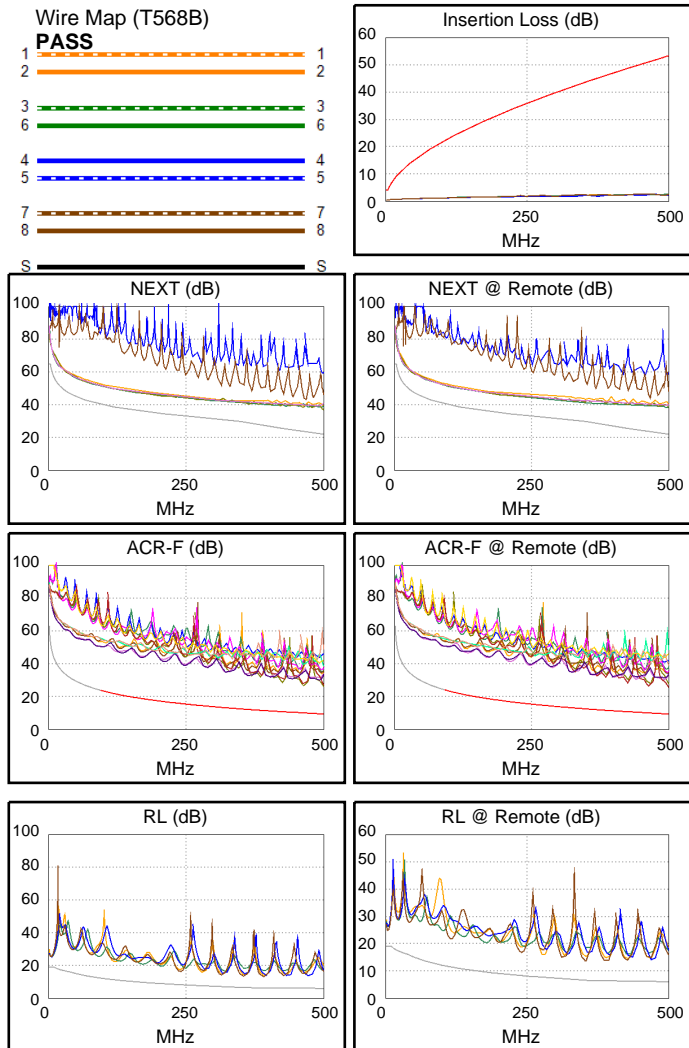 Wire Map (T568B)
PASS
1 1
2 2
3 3
6 6
4 4
5 5
7 7
8 8
S S
Insertion Loss (dB)
60
50
40
30
20
10
0
0 250 500
MHz
NEXT (dB)
100
80
60
40
20
0
0 250 500
MHz
NEXT @ Remote (dB)
100
80
60
40
20
0
0 250 500
MHz
ACR-F (dB)
100
80
60
40
20
0
0 250 500
MHz
ACR-F @ Remote (dB)
100
80
60
40
20
0
0 250 500
MHz
RL (dB)
100
80
60
40
20
0
0 250 500
MHz
RL @ Remote (dB)
60
50
40
30
20
10
0
0 250 500
MHz